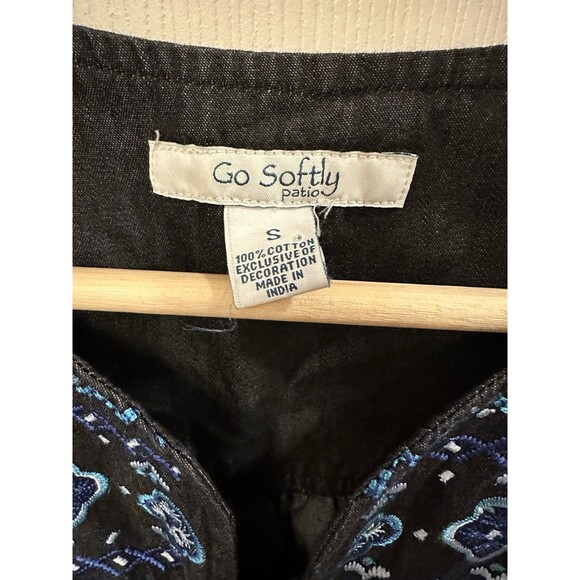 Go Softly
patio
S
100% COTTON
EXCLUSIVE OF
DECORATION
MADE IN
INDIA